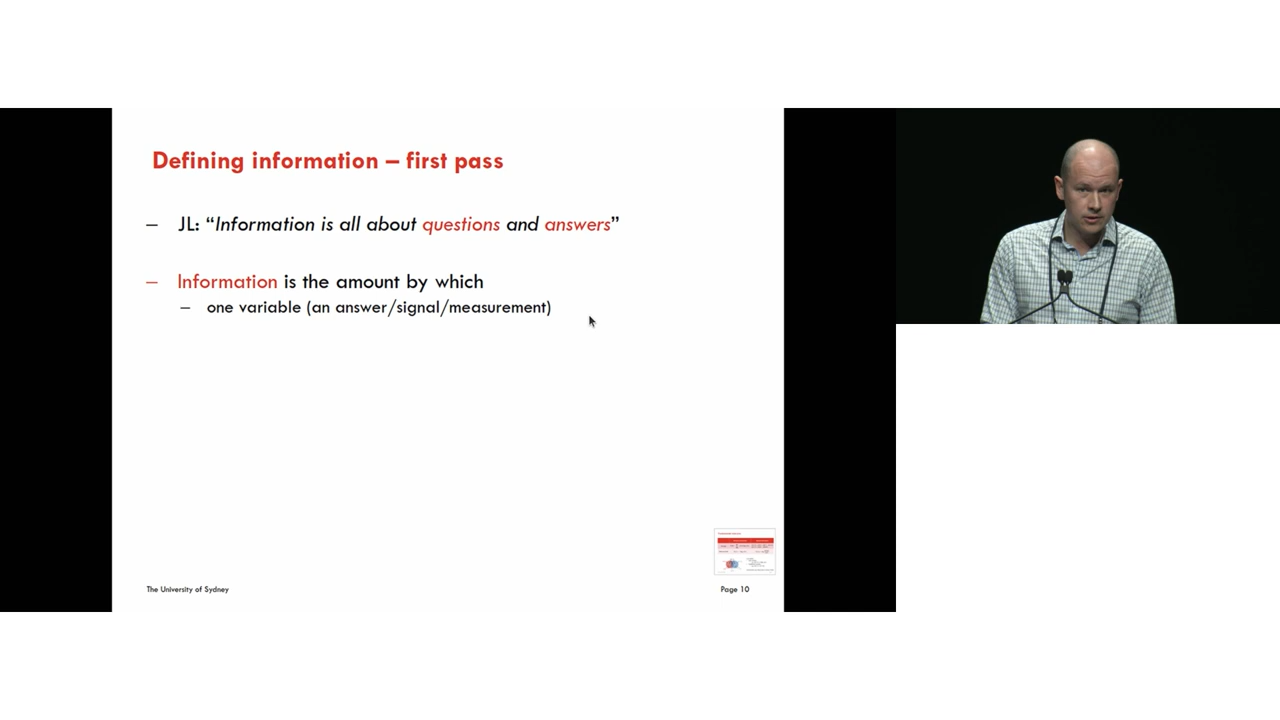 Defining information – first pass
– JL: “Information is all about questions and answers”
– Information is the amount by which
– one variable (an answer/signal/measurement)
The University of Sydney
Page 10